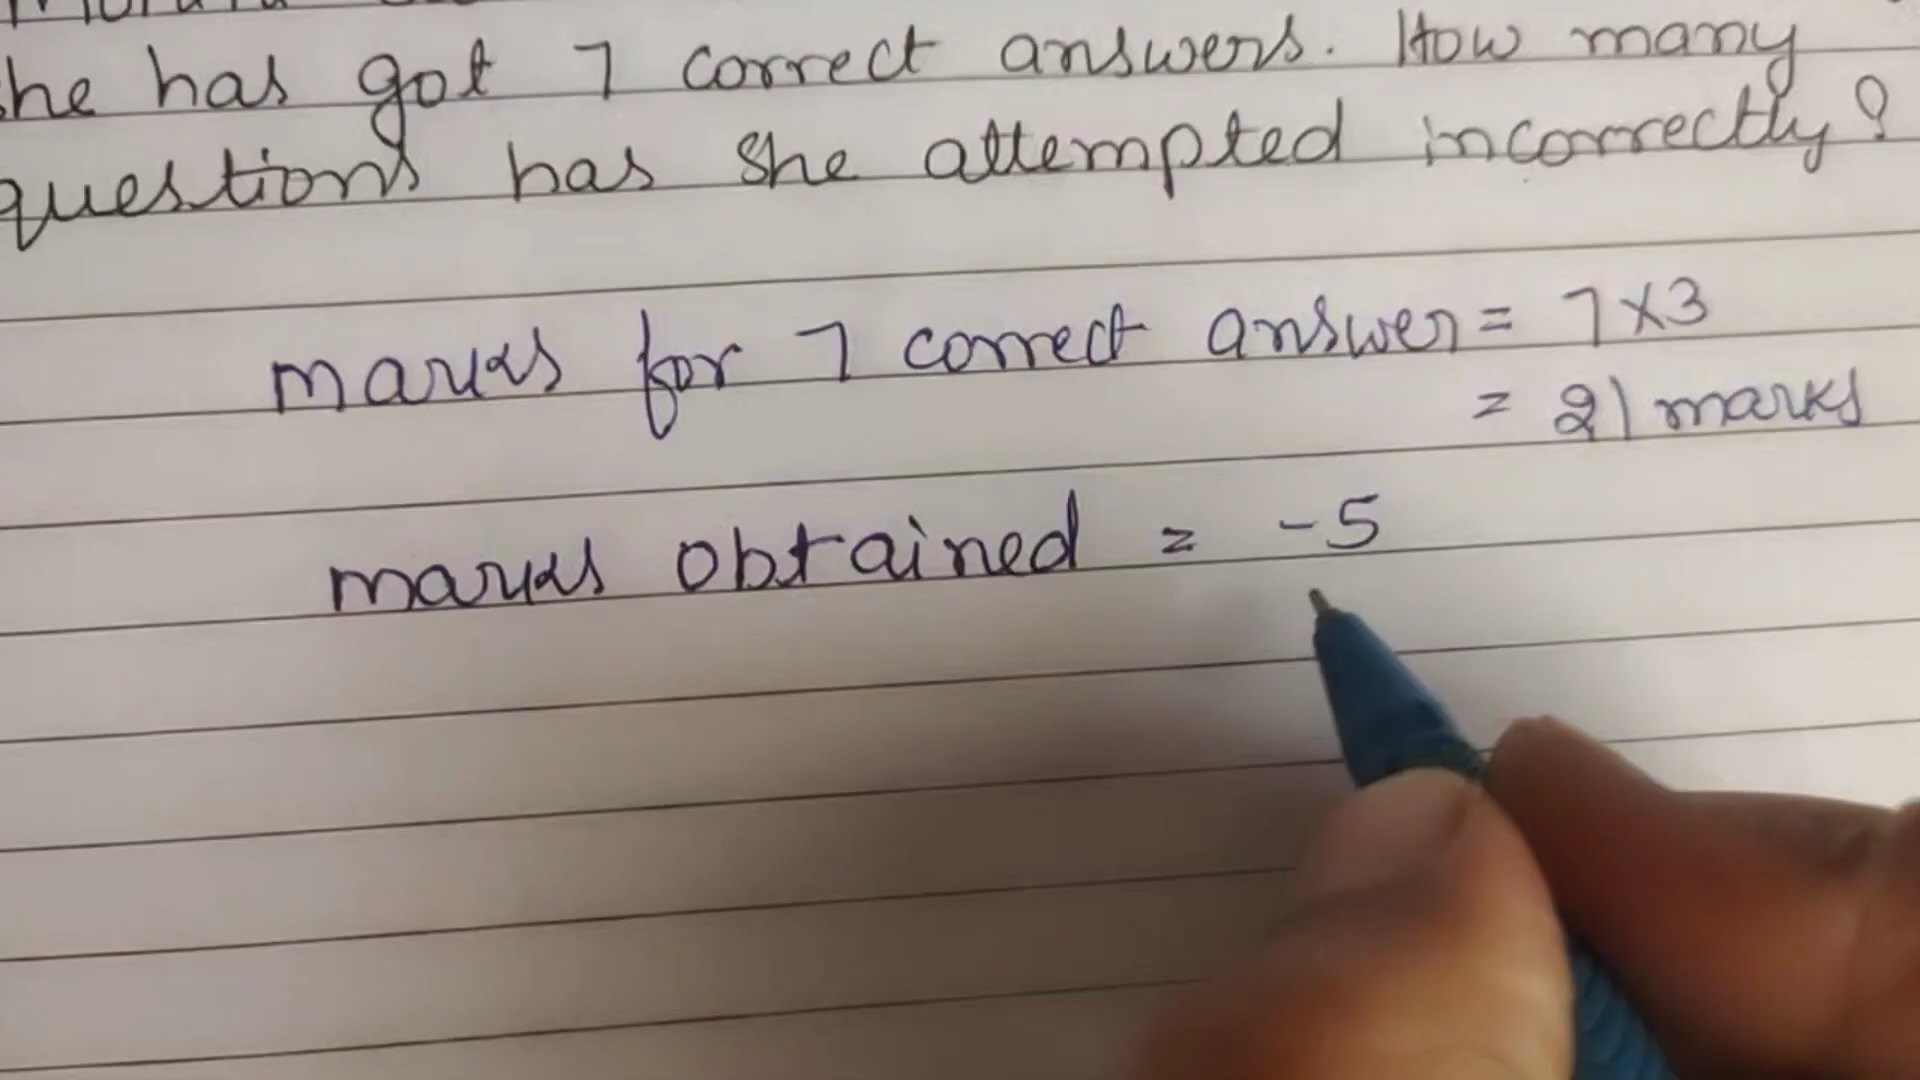 he has got 7 correct answers. How many
questions has she attempted incorrectly?
marks for 7 correct answer = 7×3
= 21 marks
marks obtained = -5